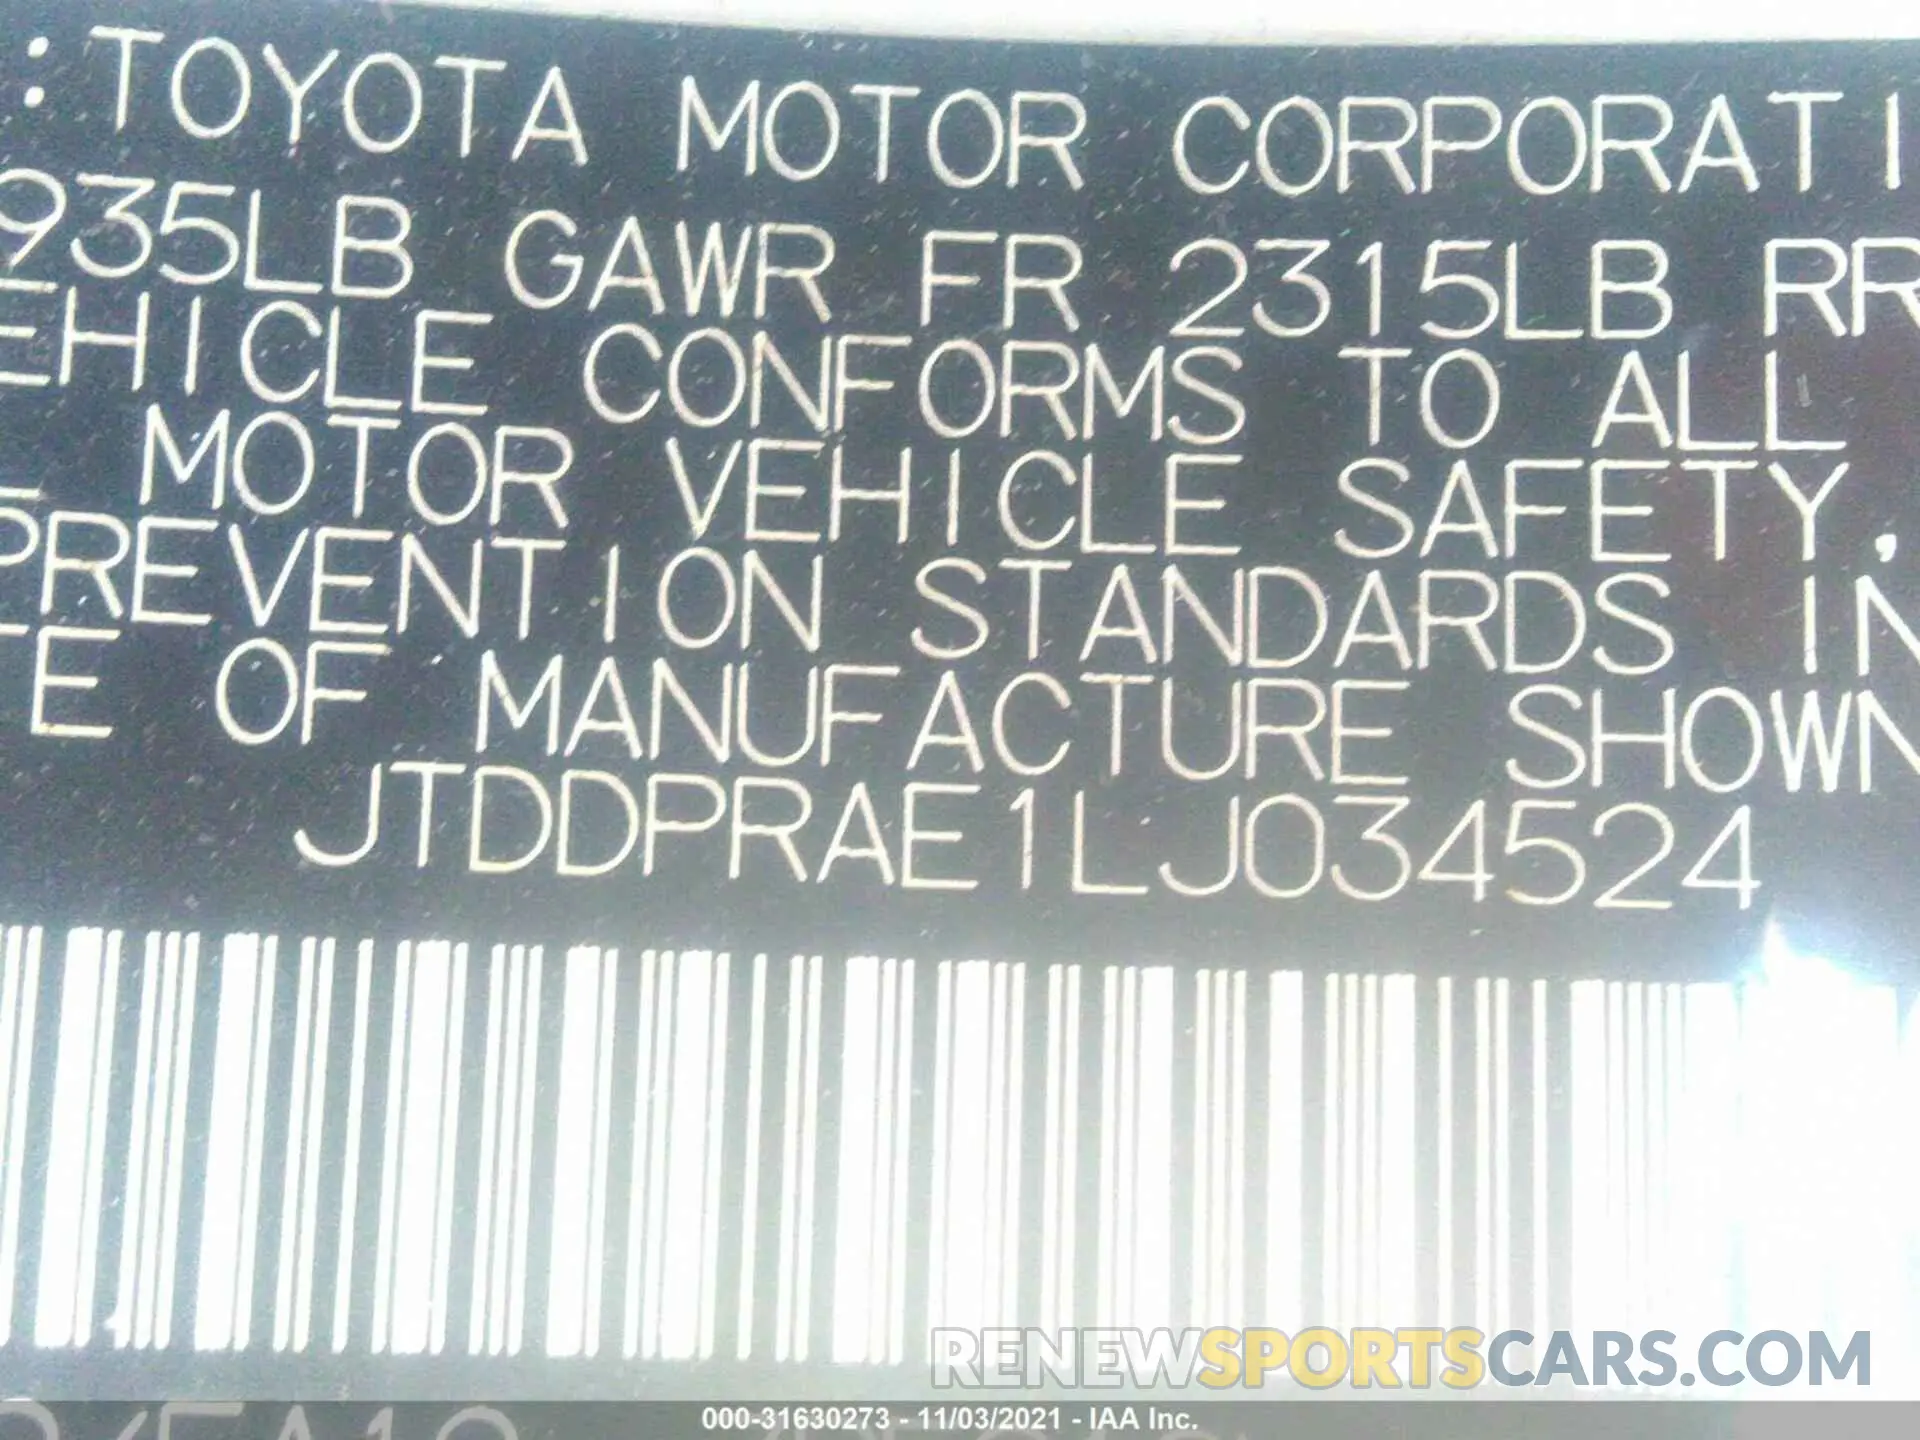 : TOYOTA MOTOR CORPORATI
935LB GAWR FR 2315LB RR
EHICLE CONFORMS TO ALL
MOTOR VEHICLE SAFETY,
PREVENTION STANDARDS IN
E OF MANUFACTURE SHOWN
JTDDPRAE1LJ034524
RENEWSPORTSCARS.COM
000-31630273 - 11/03/2021 - IAA Inc.